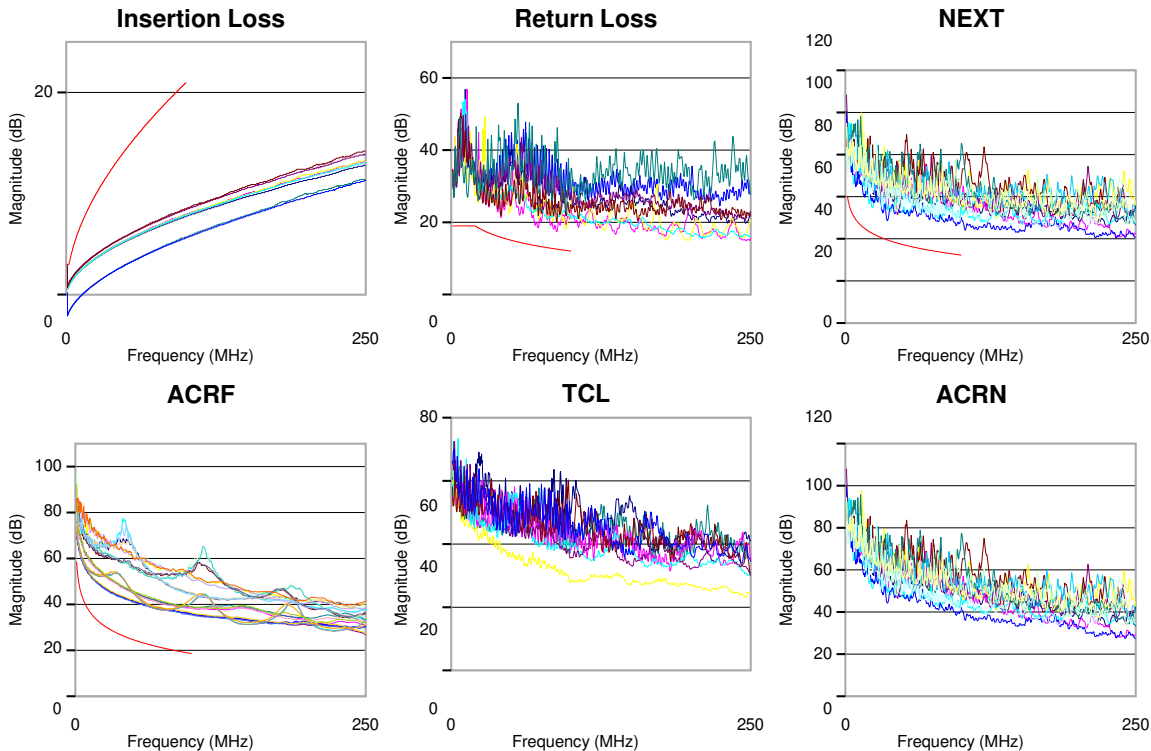 Insertion Loss
Magnitude (dB)
20
0
0
250
Frequency (MHz)
Return Loss
Magnitude (dB)
60
40
20
0
0
250
Frequency (MHz)
NEXT
Magnitude (dB)
120
100
80
60
40
20
0
0
250
Frequency (MHz)
ACRF
Magnitude (dB)
100
80
60
40
20
0
0
250
Frequency (MHz)
TCL
Magnitude (dB)
80
60
40
20
0
0
250
Frequency (MHz)
ACRN
Magnitude (dB)
120
100
80
60
40
20
0
0
250
Frequency (MHz)